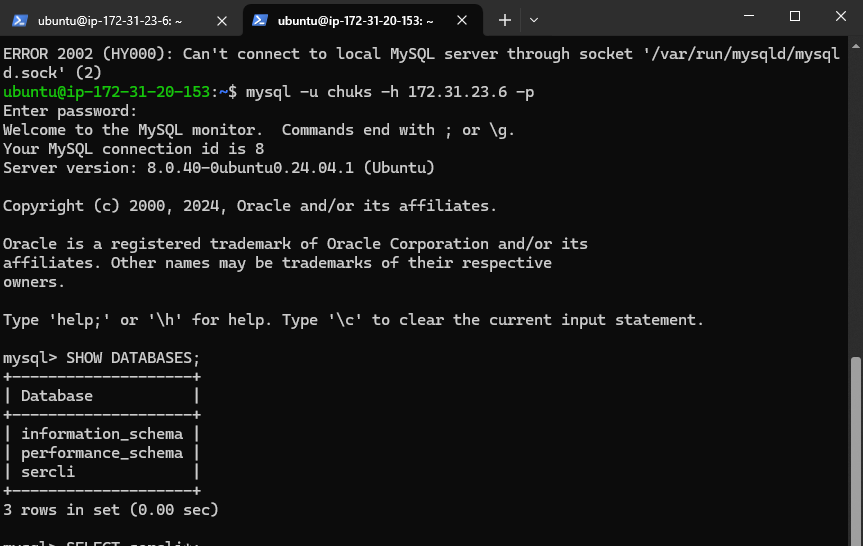 ubuntu@ip-172-31-23-6: ~
ubuntu@ip-172-31-20-153: ~
ERROR 2002 (HY000): Can't connect to local MySQL server through socket '/var/run/mysqld/mysql
d.sock' (2)
ubuntu@ip-172-31-20-153:~$ mysql -u chuks -h 172.31.23.6 -p
Enter password:
Welcome to the MySQL monitor.  Commands end with ; or \g.
Your MySQL connection id is 8
Server version: 8.0.40-0ubuntu0.24.04.1 (Ubuntu)
Copyright (c) 2000, 2024, Oracle and/or its affiliates.
Oracle is a registered trademark of Oracle Corporation and/or its
affiliates. Other names may be trademarks of their respective
owners.
Type 'help;' or '\h' for help. Type '\c' to clear the current input statement.
mysql> SHOW DATABASES;
+--------------------+
| Database           |
+--------------------+
| information_schema |
| performance_schema |
| sercli             |
+--------------------+
3 rows in set (0.00 sec)
mysql> SELECT